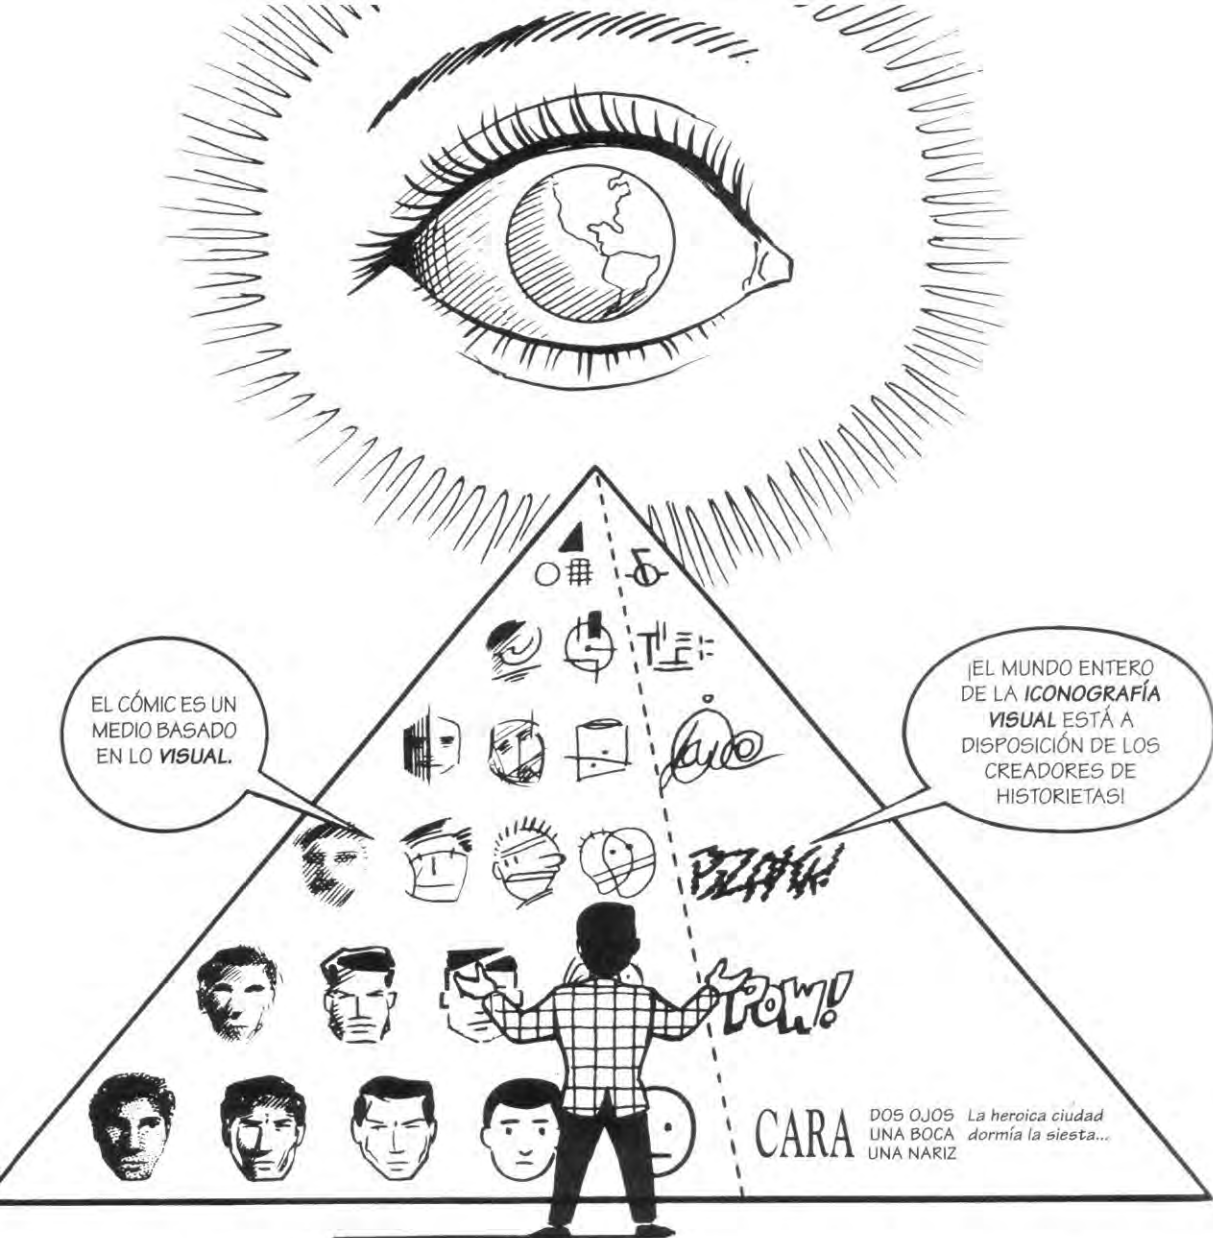 EL CÓMIC ES UN
MEDIO BASADO
EN LO VISUAL.
¡EL MUNDO ENTERO
DE LA ICONOGRAFÍA
VISUAL ESTÁ A
DISPOSICIÓN DE LOS
CREADORES DE
HISTORIETAS!
POW!
CARA
DOS OJOS
UNA BOCA
UNA NARIZ
La heroica ciudad
dormía la siesta...